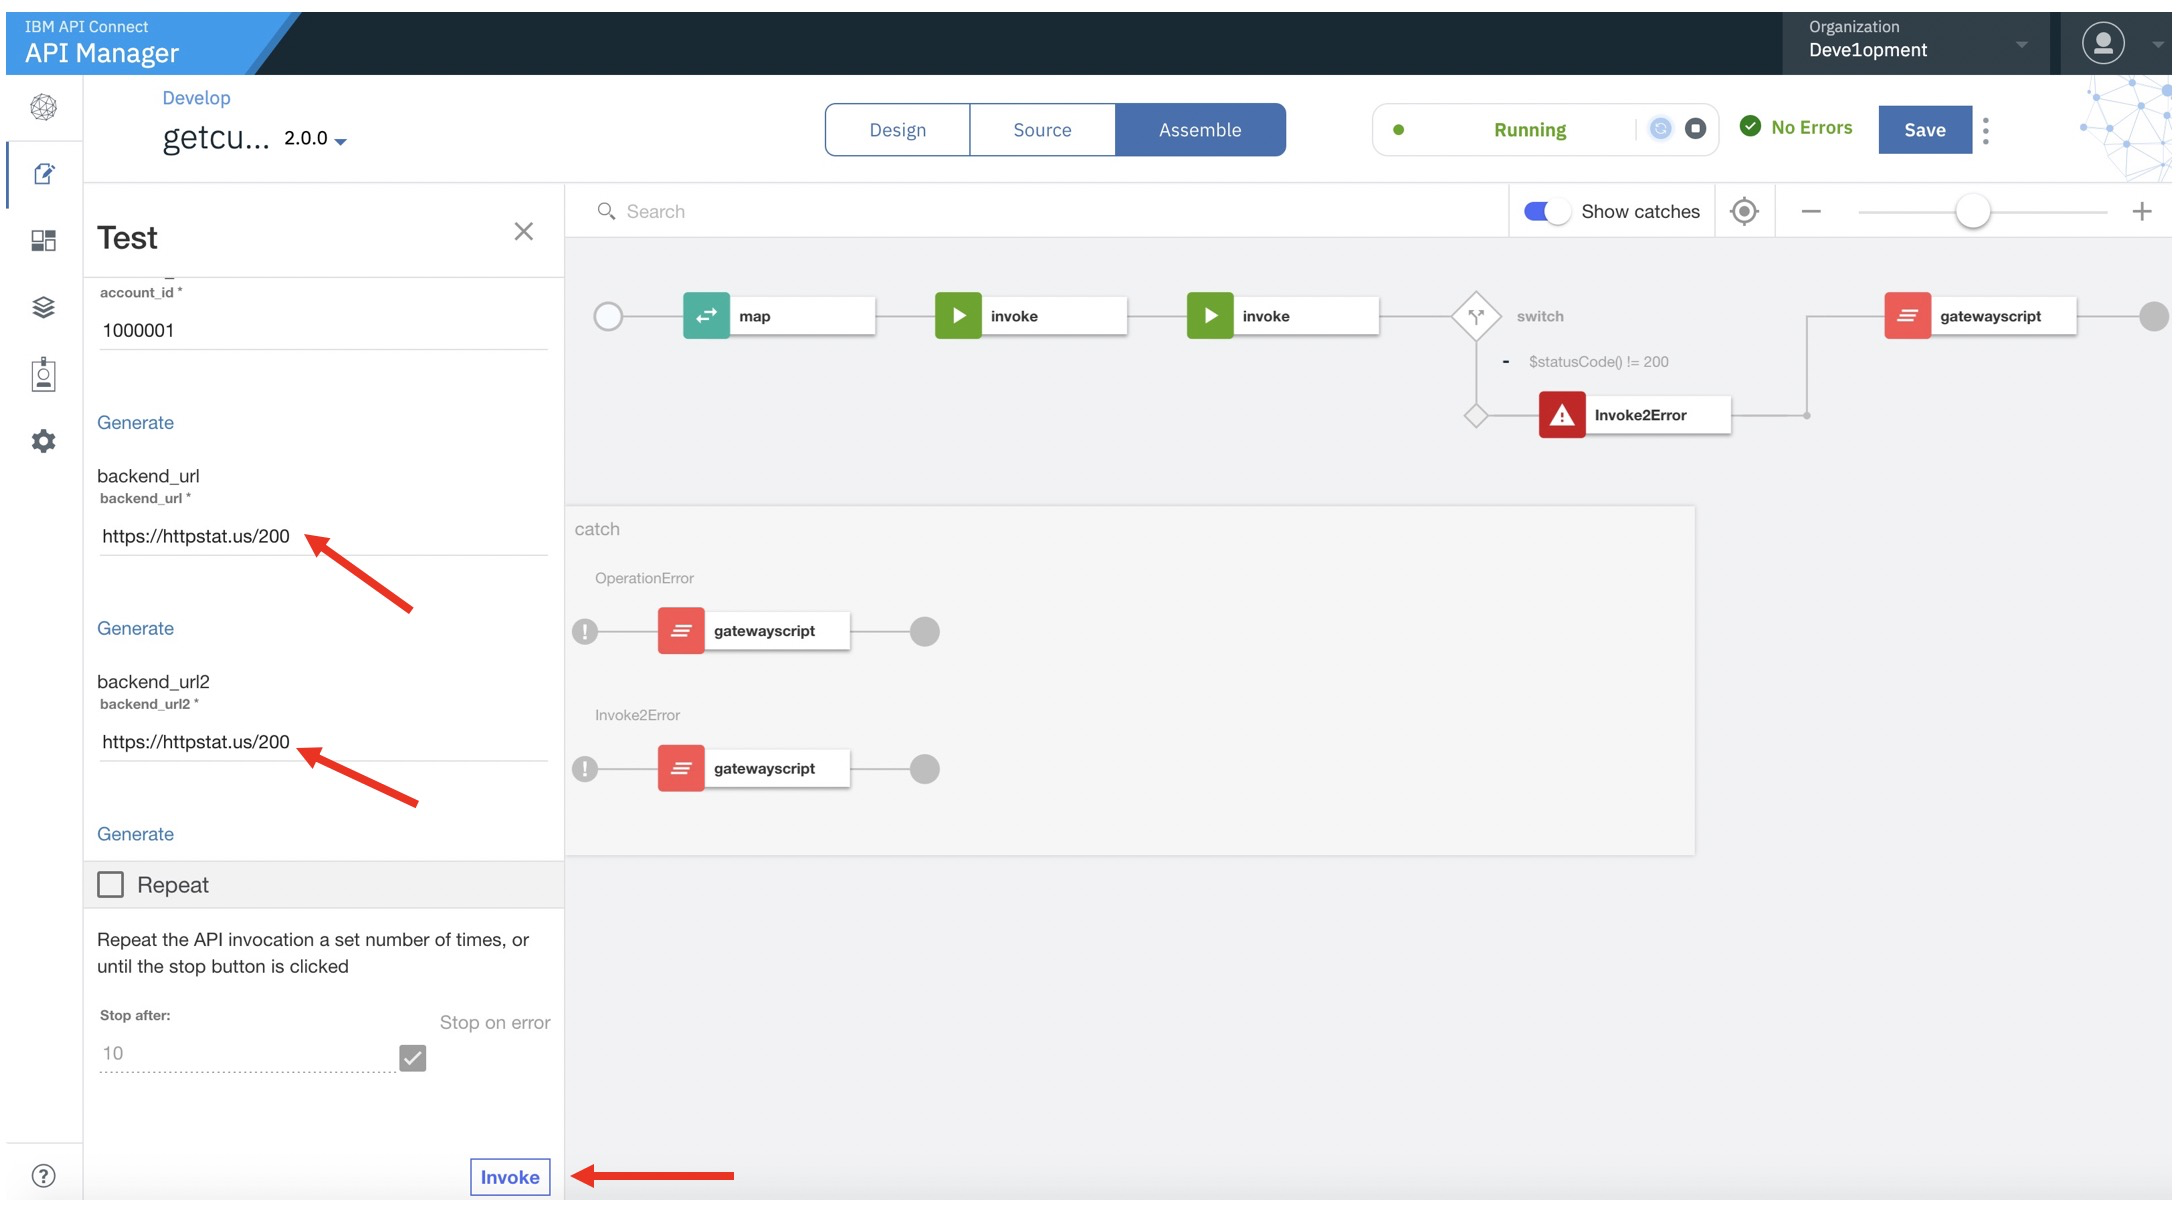 IBM API Connect
API Manager
Organization
Deve1opment
Develop
getcu... 2.0.0
Design
Source
Assemble
Running
No Errors
Save
Test
Search
Show catches
account_id *
1000001
Generate
backend_url
backend_url *
https://httpstat.us/200
Generate
backend_url2
backend_url2 *
https://httpstat.us/200
Generate
Repeat
Repeat the API invocation a set number of times, or
until the stop button is clicked
Stop after:
Stop on error
10
Invoke
map
invoke
invoke
switch
gatewayscript
- $statusCode() != 200
Invoke2Error
catch
OperationError
gatewayscript
Invoke2Error
gatewayscript